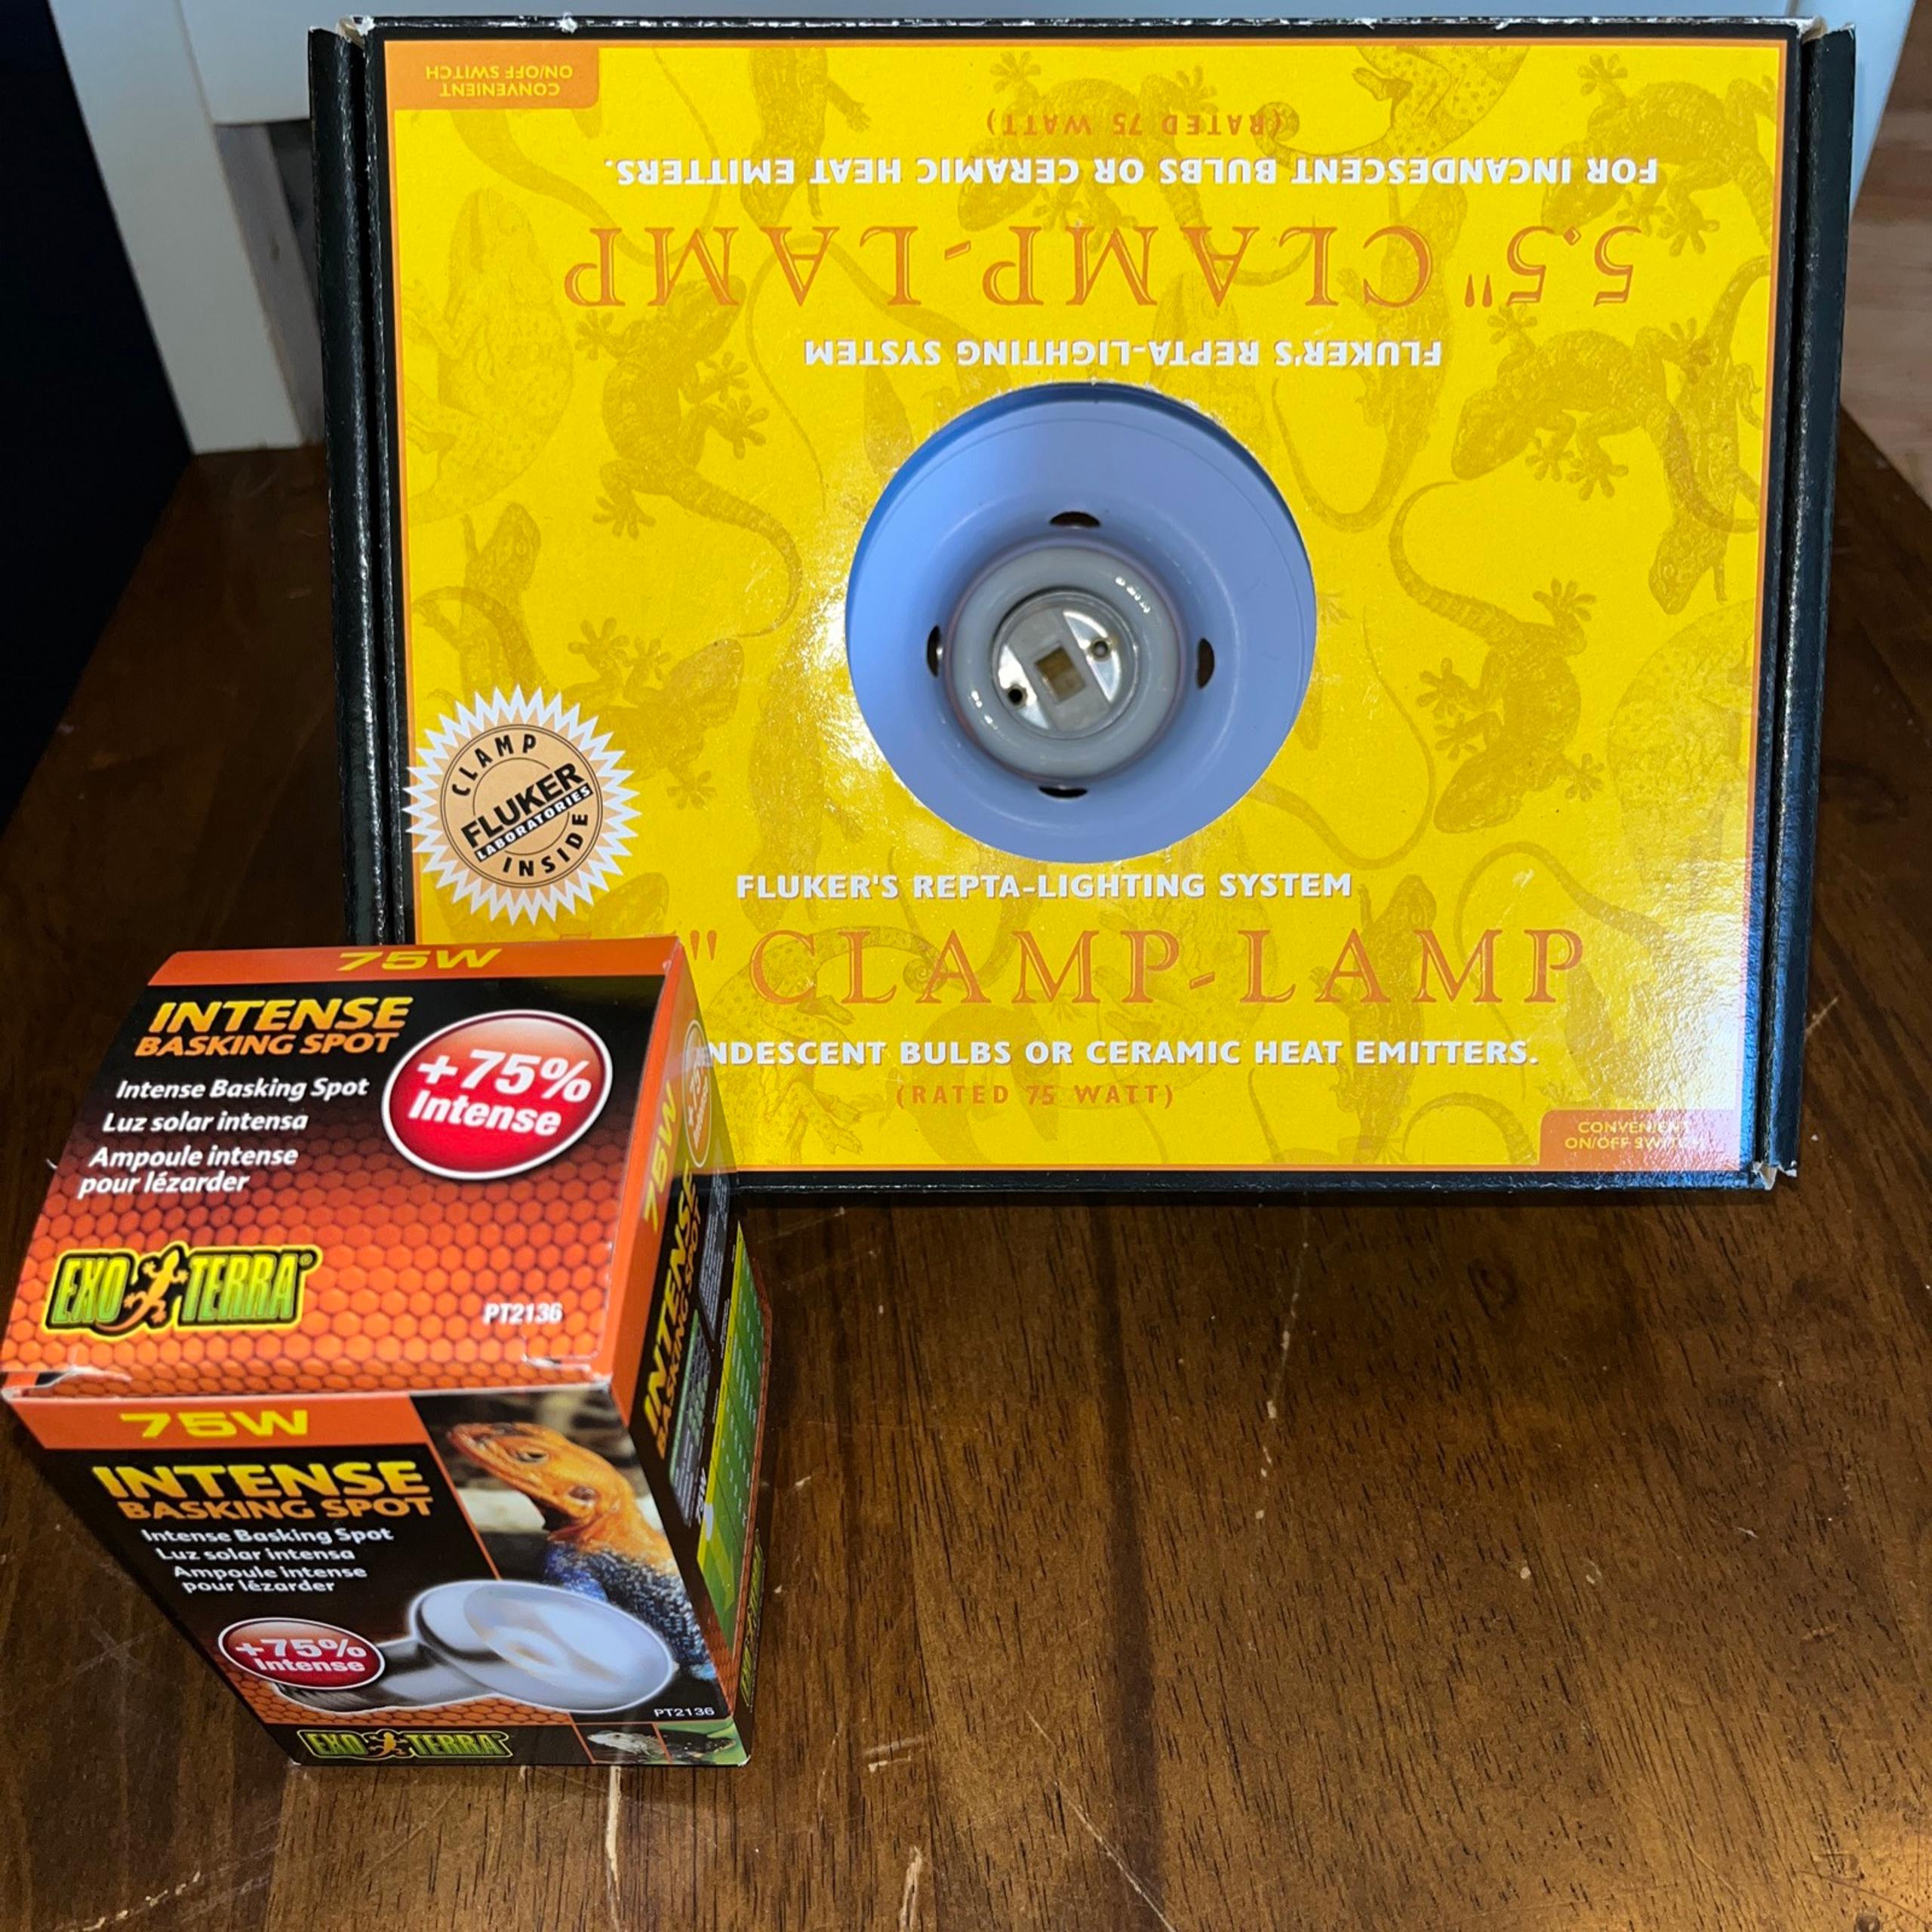 CONVENIENT
ON/OFF SWITCH
(RATED 75 WATT)
FOR INCANDESCENT BULBS OR CERAMIC HEAT EMITTERS.
5.5" CLAMP-LAMP
FLUKER'S REPTA-LIGHTING SYSTEM
CLAMP
FLUKER
LABORATORIES
INSIDE
FLUKER'S REPTA-LIGHTING SYSTEM
" CLAMP-LAMP
NDESCENT BULBS OR CERAMIC HEAT EMITTERS.
(RATED 75 WATT)
CONVENIENT
ON/OFF SWITCH
75W
INTENSE
BASKING SPOT
+75%
Intense
Intense Basking Spot
Luz solar intensa
Ampoule intense
pour lézarder
EXO TERRA®
PT2136
75W
INTENSE
BASKING SPOT
Intense Basking Spot
Luz solar intensa
Ampoule intense
pour lézarder
+75%
Intense
PT2136
EXO TERRA
75W
INTENSE
BASKING SPOT
75W
INTENSE
BASKING SPOT